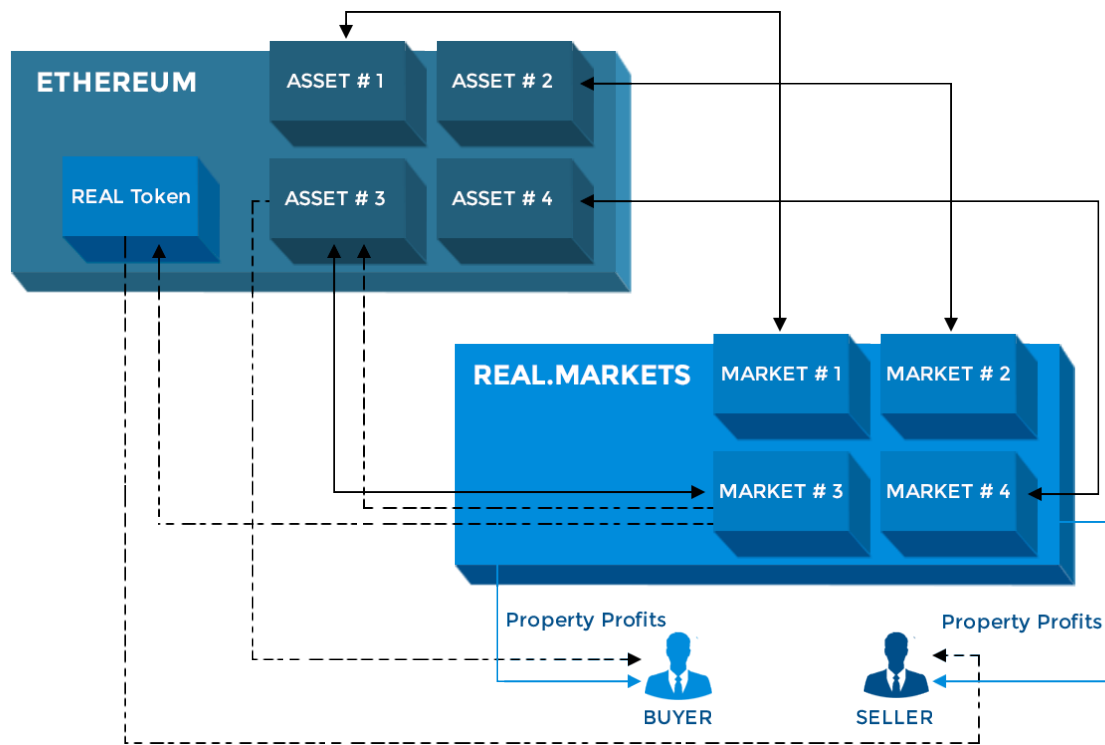 ETHEREUM
ASSET # 1
ASSET # 2
REAL Token
ASSET # 3
ASSET # 4
REAL.MARKETS
MARKET # 1
MARKET # 2
MARKET # 3
MARKET # 4
Property Profits
Property Profits
BUYER
SELLER